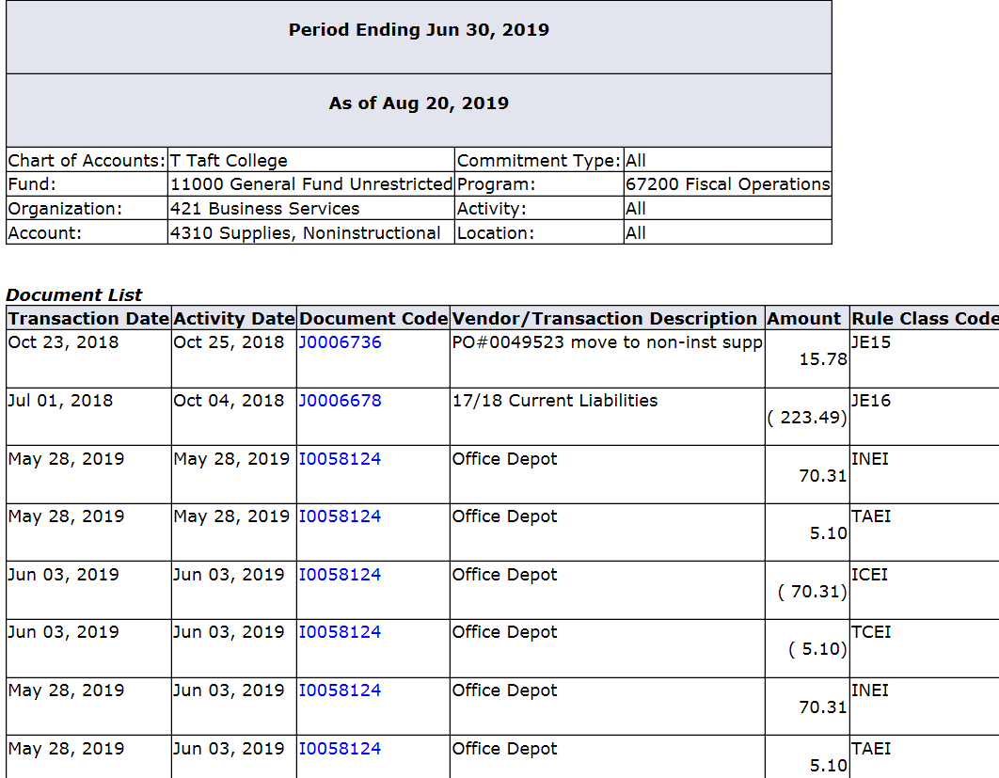 Period Ending Jun 30, 2019
As of Aug 20, 2019
Chart of Accounts: T Taft College Commitment Type: All
Fund: 11000 General Fund Unrestricted Program: 67200 Fiscal Operations
Organization: 421 Business Services Activity: All
Account: 4310 Supplies, Noninstructional Location: All
Document List
Transaction Date Activity Date Document Code Vendor/Transaction Description Amount Rule Class Code
Oct 23, 2018 Oct 25, 2018 J0006736 PO#0049523 move to non-inst supp 15.78 JE15
Jul 01, 2018 Oct 04, 2018 J0006678 17/18 Current Liabilities ( 223.49) JE16
May 28, 2019 May 28, 2019 I0058124 Office Depot 70.31 INEI
May 28, 2019 May 28, 2019 I0058124 Office Depot 5.10 TAEI
Jun 03, 2019 Jun 03, 2019 I0058124 Office Depot ( 70.31) ICEI
Jun 03, 2019 Jun 03, 2019 I0058124 Office Depot ( 5.10) TCEI
May 28, 2019 Jun 03, 2019 I0058124 Office Depot 70.31 INEI
May 28, 2019 Jun 03, 2019 I0058124 Office Depot 5.10 TAEI